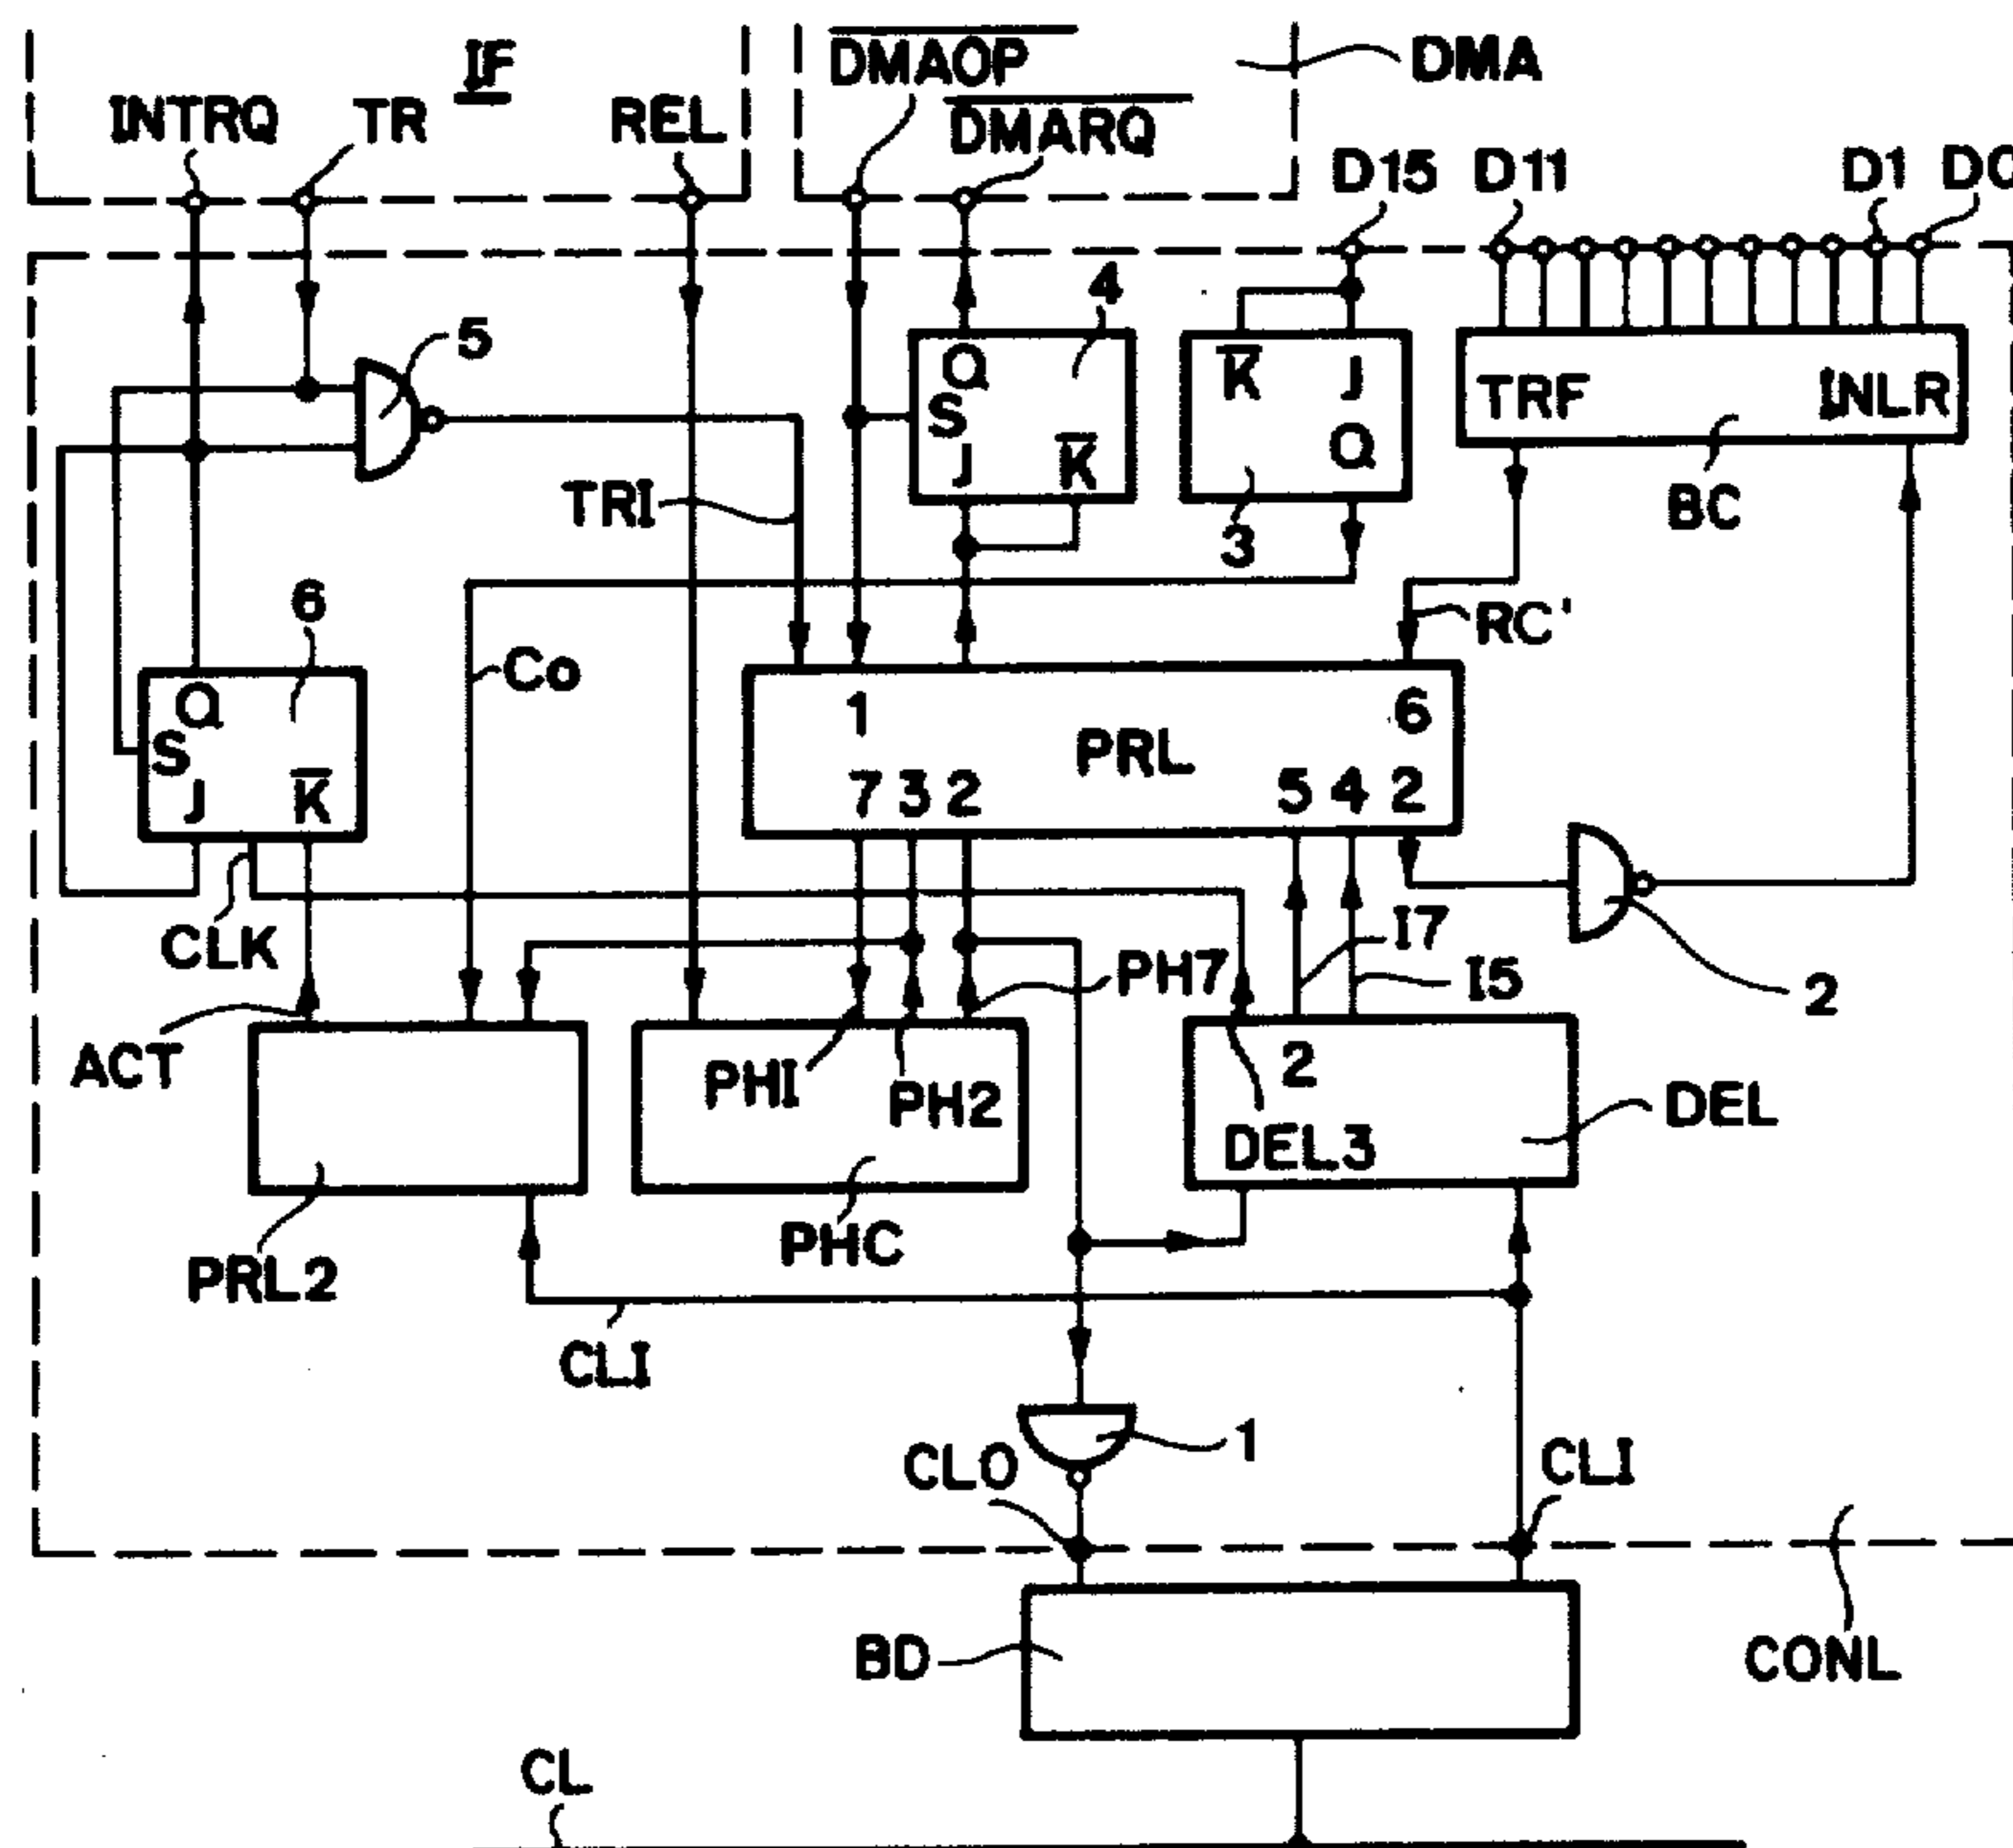 IF
DMAOP
DMA
INTRQ
TR
REL
DMARQ
D15
D11
D1
4
5
Q
S
J
K
K
J
Q
TRF
INLR
TRI
3
BC
6
Co
RC'
Q
S
J
K
1
6
PRL
7
3
2
5
4
2
CLK
I7
PH7
I5
2
ACT
PHI
PH2
2
DEL3
DEL
PRL2
PHC
CLI
CLO
1
CLI
BD
CONL
CL